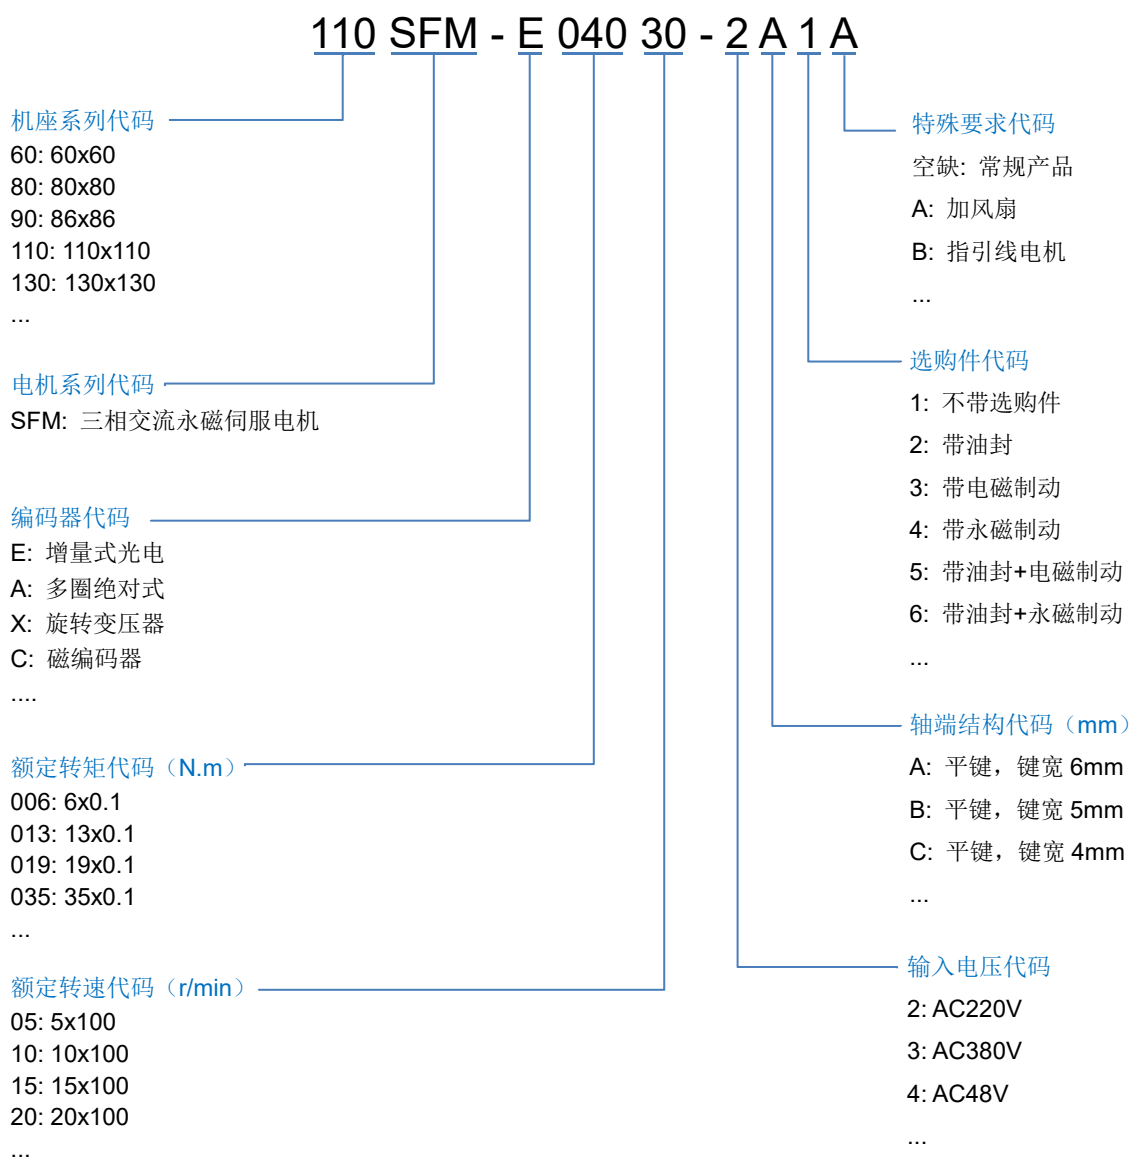 110 SFM - E 040 30 - 2 A 1 A
机座系列代码
60: 60x60
80: 80x80
90: 86x86
110: 110x110
130: 130x130
...
电机系列代码
SFM: 三相交流永磁伺服电机
编码器代码
E: 增量式光电
A: 多圈绝对式
X: 旋转变压器
C: 磁编码器
....
额定转矩代码（N.m）
006: 6x0.1
013: 13x0.1
019: 19x0.1
035: 35x0.1
...
额定转速代码（r/min）
05: 5x100
10: 10x100
15: 15x100
20: 20x100
...
特殊要求代码
空缺: 常规产品
A: 加风扇
B: 指引线电机
...
选购件代码
1: 不带选购件
2: 带油封
3: 带电磁制动
4: 带永磁制动
5: 带油封+电磁制动
6: 带油封+永磁制动
...
轴端结构代码（mm）
A: 平键，键宽 6mm
B: 平键，键宽 5mm
C: 平键，键宽 4mm
...
输入电压代码
2: AC220V
3: AC380V
4: AC48V
...